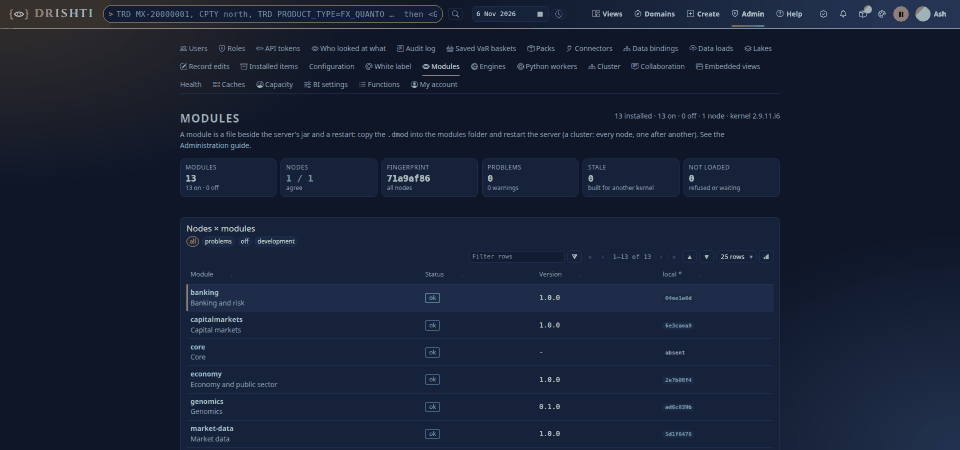 DRISHTI
> TRD MX-20000001, CPTY north, TRD PRODUCT_TYPE=FX_QUANTO … then <G
6 Nov 2026
Views Domains Create Admin Help Ash
Users Roles API tokens Who looked at what Audit log Saved VaR baskets Packs Connectors Data bindings Data loads Lakes
Record edits Installed items Configuration White label Modules Engines Python workers Cluster Collaboration Embedded views
Health Caches Capacity BI settings Functions My account
MODULES
13 installed · 13 on · 0 off · 1 node · kernel 2.9.11.16
A module is a file beside the server's jar and a restart: copy the .dmod into the modules folder and restart the server (a cluster: every node, one after another). See the
Administration guide.
MODULES NODES FINGERPRINT PROBLEMS STALE NOT LOADED
13 1 / 1 71a9af86 0 0 0
13 on · 0 off agree all nodes 0 warnings built for another kernel refused or waiting
Nodes × modules
all problems off development
Filter rows « ‹ 1–13 of 13 › » ▲ ▼ 25 rows
Module Status Version local *
banking
Banking and risk
ok 1.0.0 04ee1e6d
capitalmarkets
Capital markets
ok 1.0.0 6e3caea9
core
Core
ok - absent
economy
Economy and public sector
ok 1.0.0 2e7b00f4
genomics
Genomics
ok 0.1.0 ad6c039b
market-data
Market data
ok 1.0.0 5d1f6478